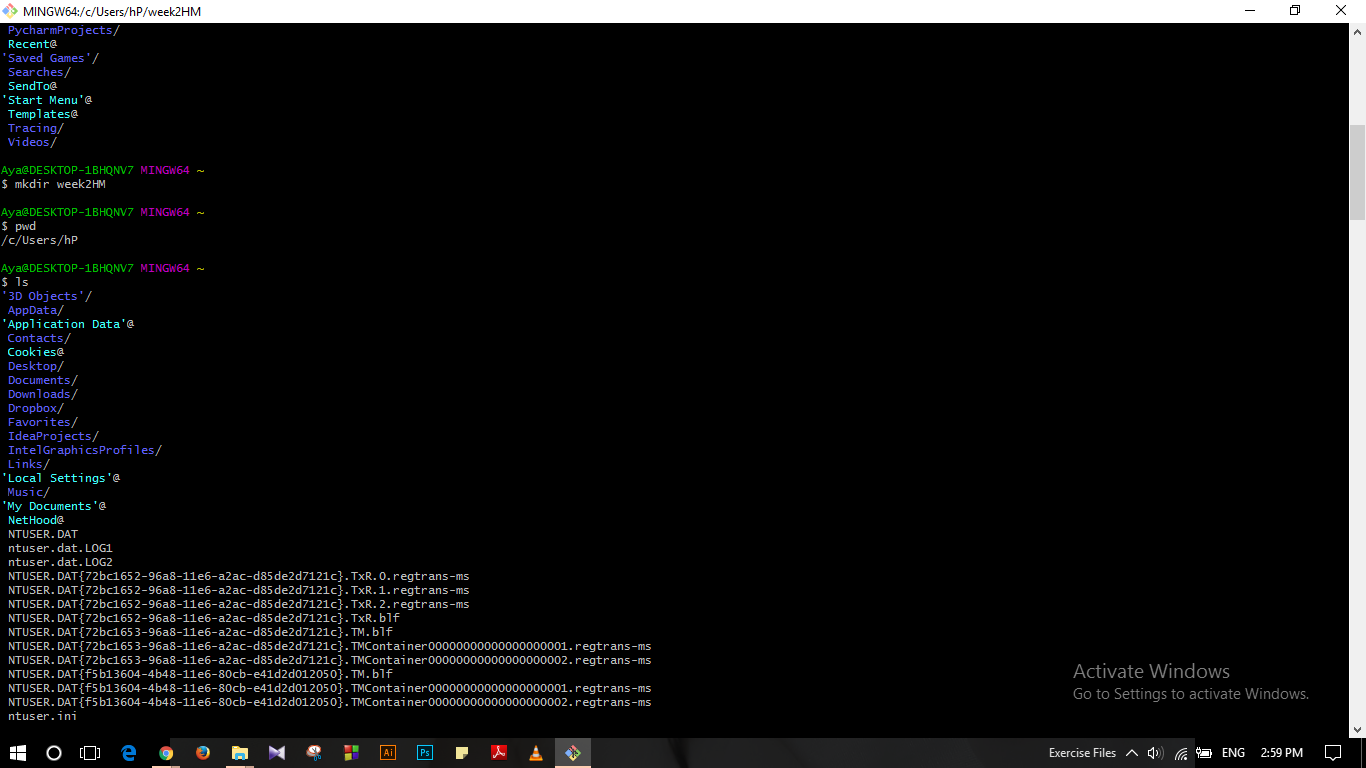 MINGW64:/c/Users/hP/week2HM
PycharmProjects/
Recent@
'Saved Games'/
Searches/
SendTo@
'Start Menu'@
Templates@
Tracing/
Videos/
Aya@DESKTOP-1BHQNV7 MINGW64 ~
$ mkdir week2HM
Aya@DESKTOP-1BHQNV7 MINGW64 ~
$ pwd
/c/Users/hP
Aya@DESKTOP-1BHQNV7 MINGW64 ~
$ ls
'3D Objects'/
AppData/
'Application Data'@
Contacts/
Cookies@
Desktop/
Documents/
Downloads/
Dropbox/
Favorites/
IdeaProjects/
IntelGraphicsProfiles/
Links/
'Local Settings'@
Music/
'My Documents'@
NetHood@
NTUSER.DAT
ntuser.dat.LOG1
ntuser.dat.LOG2
NTUSER.DAT{72bc1652-96a8-11e6-a2ac-d85de2d7121c}.TxR.0.regtrans-ms
NTUSER.DAT{72bc1652-96a8-11e6-a2ac-d85de2d7121c}.TxR.1.regtrans-ms
NTUSER.DAT{72bc1652-96a8-11e6-a2ac-d85de2d7121c}.TxR.2.regtrans-ms
NTUSER.DAT{72bc1652-96a8-11e6-a2ac-d85de2d7121c}.TxR.blf
NTUSER.DAT{72bc1653-96a8-11e6-a2ac-d85de2d7121c}.TM.blf
NTUSER.DAT{72bc1653-96a8-11e6-a2ac-d85de2d7121c}.TMContainer00000000000000000001.regtrans-ms
NTUSER.DAT{72bc1653-96a8-11e6-a2ac-d85de2d7121c}.TMContainer00000000000000000002.regtrans-ms
NTUSER.DAT{f5b13604-4b48-11e6-80cb-e41d2d012050}.TM.blf
NTUSER.DAT{f5b13604-4b48-11e6-80cb-e41d2d012050}.TMContainer00000000000000000001.regtrans-ms
NTUSER.DAT{f5b13604-4b48-11e6-80cb-e41d2d012050}.TMContainer00000000000000000002.regtrans-ms
ntuser.ini
Activate Windows
Go to Settings to activate Windows.
Ai
Ps
Exercise Files
ENG
2:59 PM